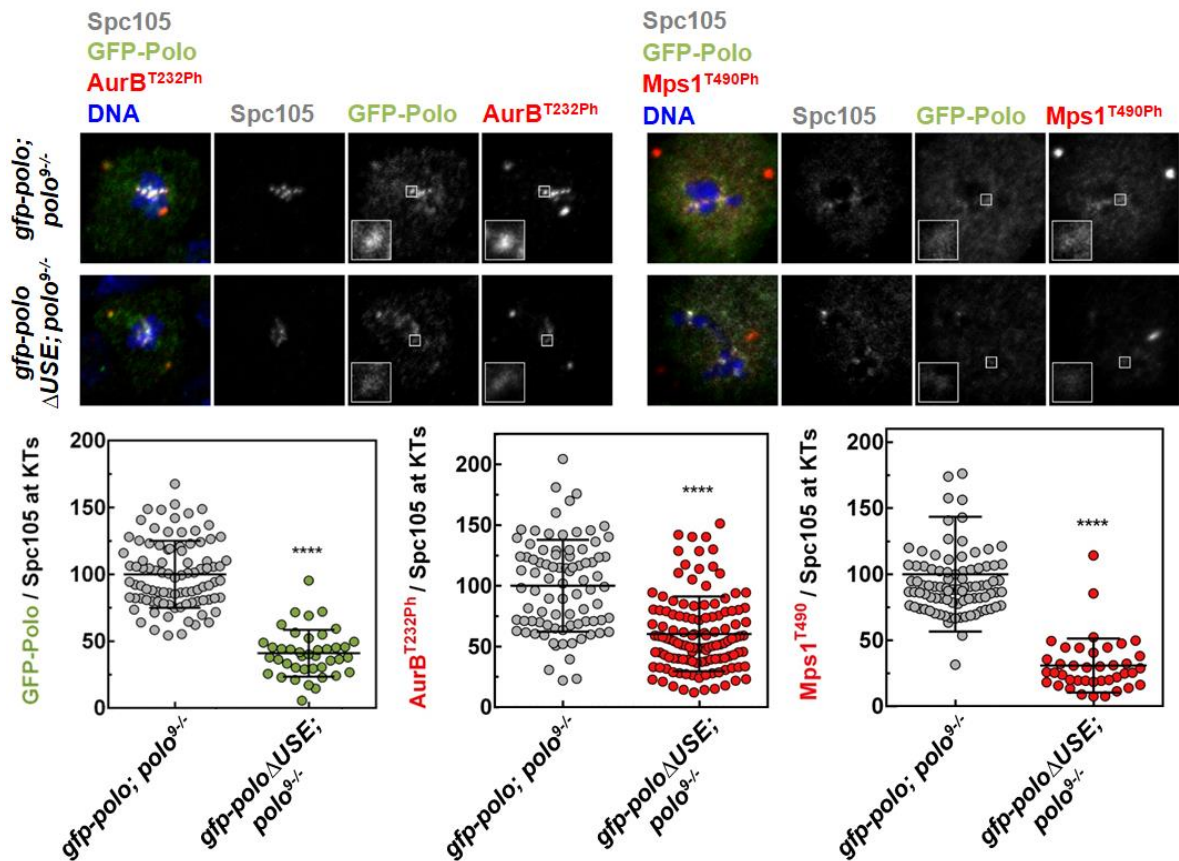 Spc105
GFP-Polo
AurB^T232Ph
DNA Spc105 GFP-Polo AurB^T232Ph
Spc105
GFP-Polo
Mps1^T490Ph
DNA Spc105 GFP-Polo Mps1^T490Ph
gfp-polo;
polo^9-/-
gfp-polo
ΔUSE; polo^9-/-
GFP-Polo / Spc105 at KTs
200
150
100
50
0
****
gfp-polo; polo^9-/-
gfp-poloΔUSE;
polo^9-/-
AurB^T232Ph / Spc105 at KTs
200
150
100
50
0
****
gfp-polo; polo^9-/-
gfp-poloΔUSE;
polo^9-/-
Mps1^T490 / Spc105 at KTs
200
150
100
50
0
****
gfp-polo; polo^9-/-
gfp-poloΔUSE;
polo^9-/-